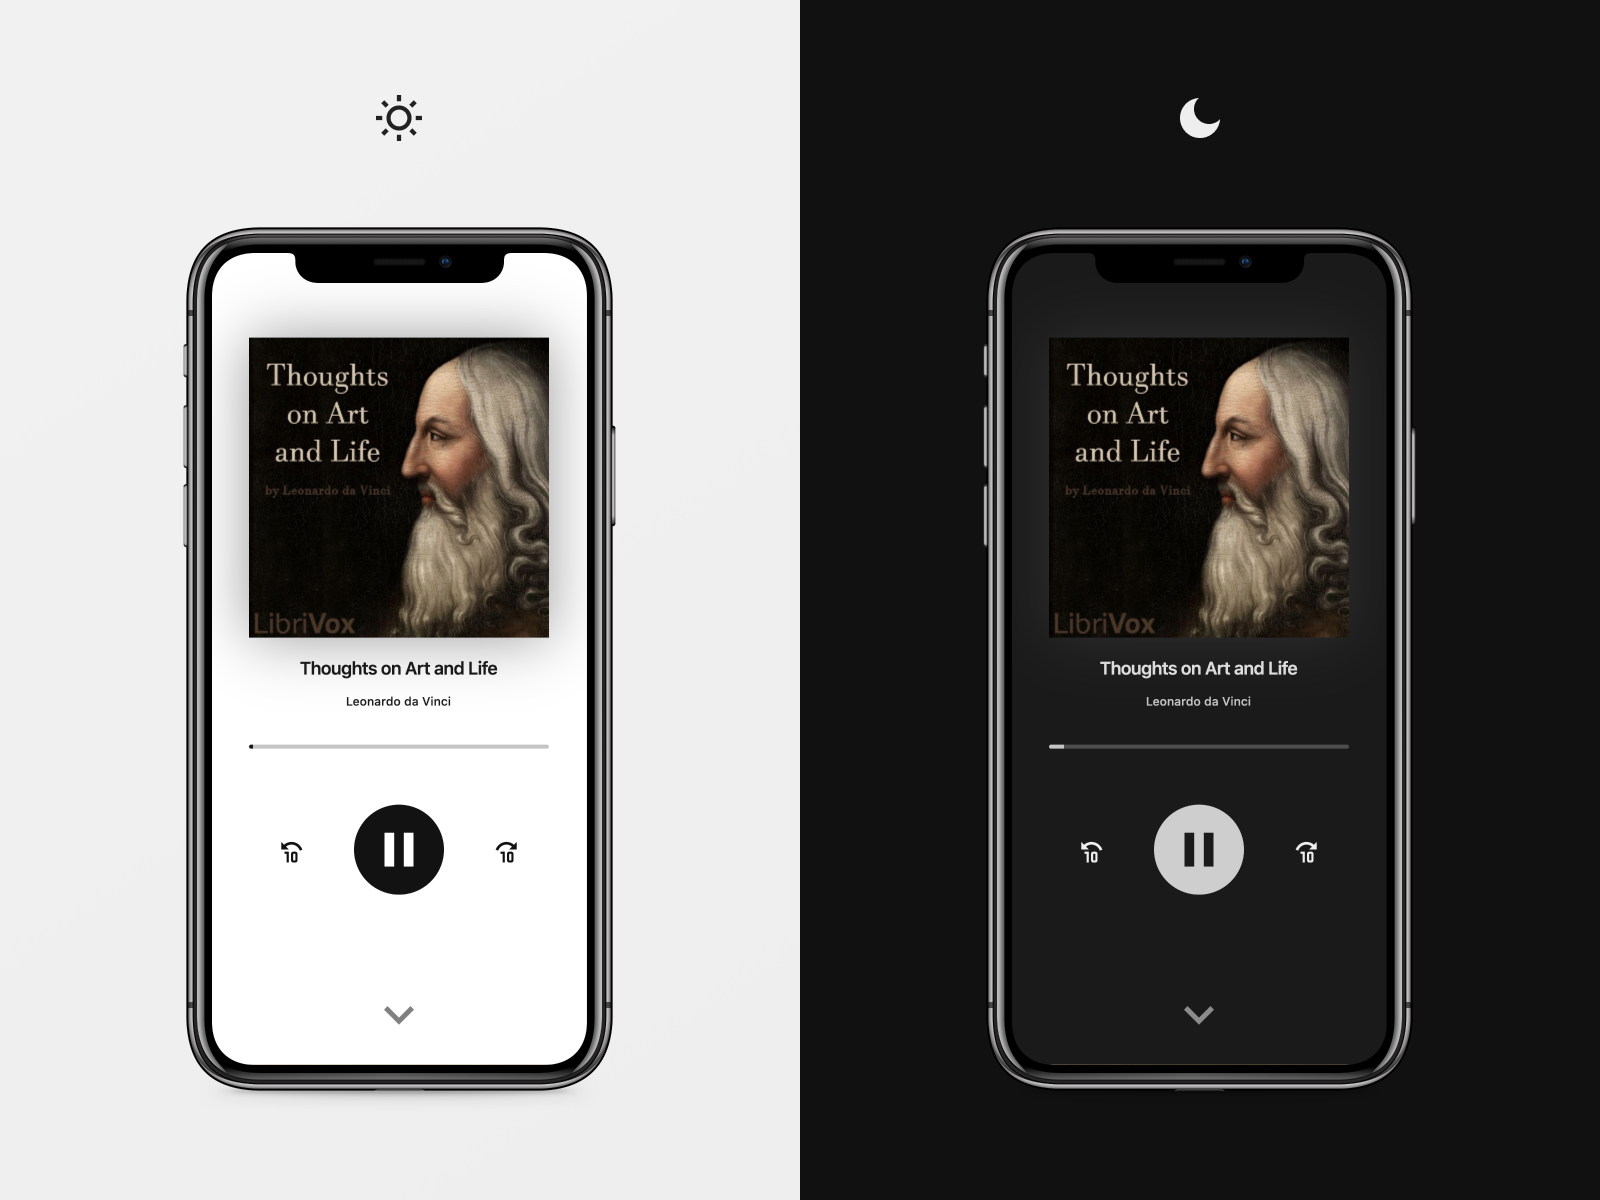 Thoughts
on Art
and Life
by Leonardo da Vinci
LibriVox
Thoughts on Art and Life
Leonardo da Vinci
10
10
Thoughts
on Art
and Life
by Leonardo da Vinci
LibriVox
Thoughts on Art and Life
Leonardo da Vinci
10
10